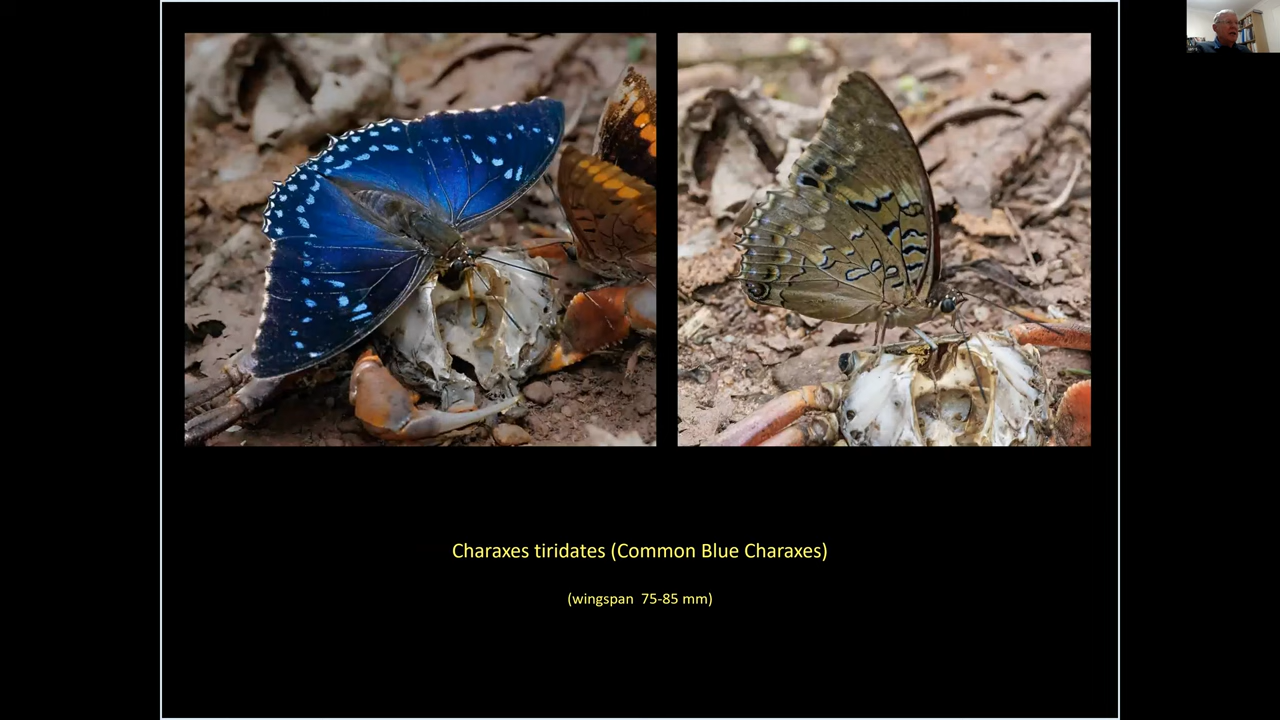 Charaxes tiridates (Common Blue Charaxes)
(wingspan 75-85 mm)